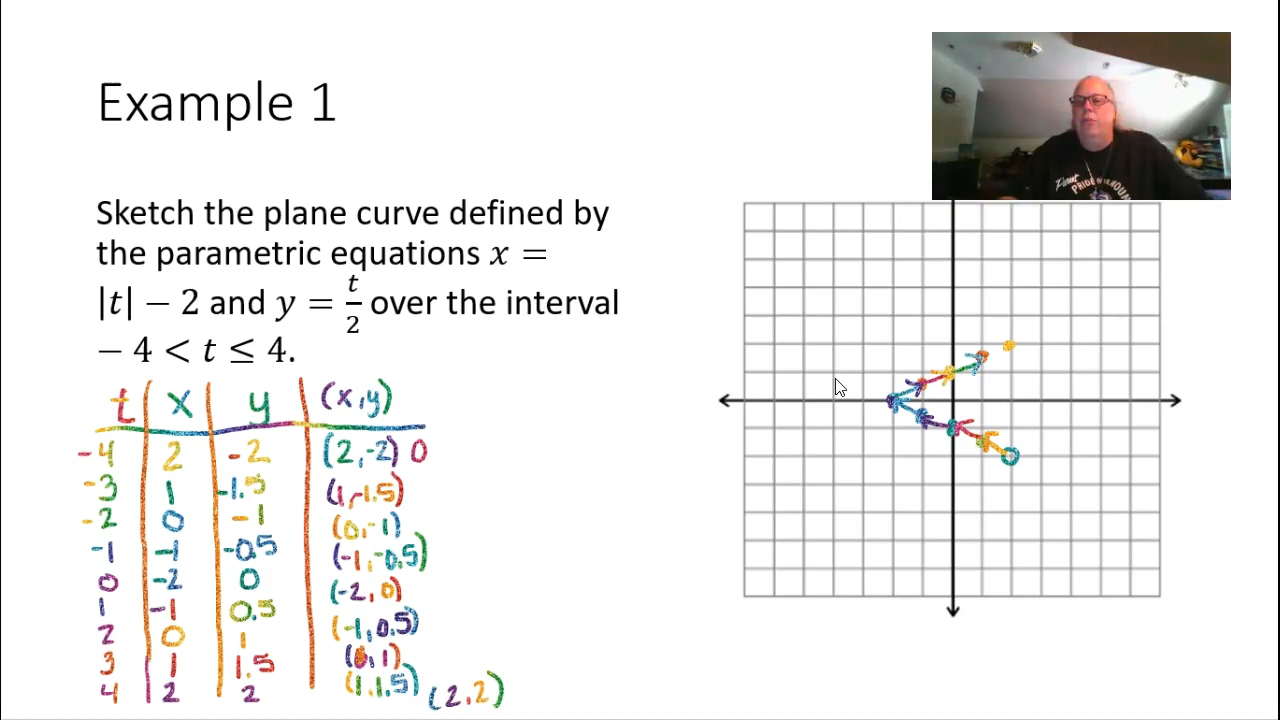 Example 1
Sketch the plane curve defined by
the parametric equations x =
|t| − 2 and y = t/2 over the interval
− 4 < t ≤ 4.
t x y (x,y)
-4 2 -2 (2,-2) O
-3 1 -1.5 (1,-1.5)
-2 0 -1 (0,-1)
-1 -1 -0.5 (-1,-0.5)
0 -2 0 (-2,0)
1 -1 0.5 (-1,0.5)
2 0 1 (0,1)
3 1 1.5 (1,1.5)
4 2 2 (2,2)
Parent
PRIDE